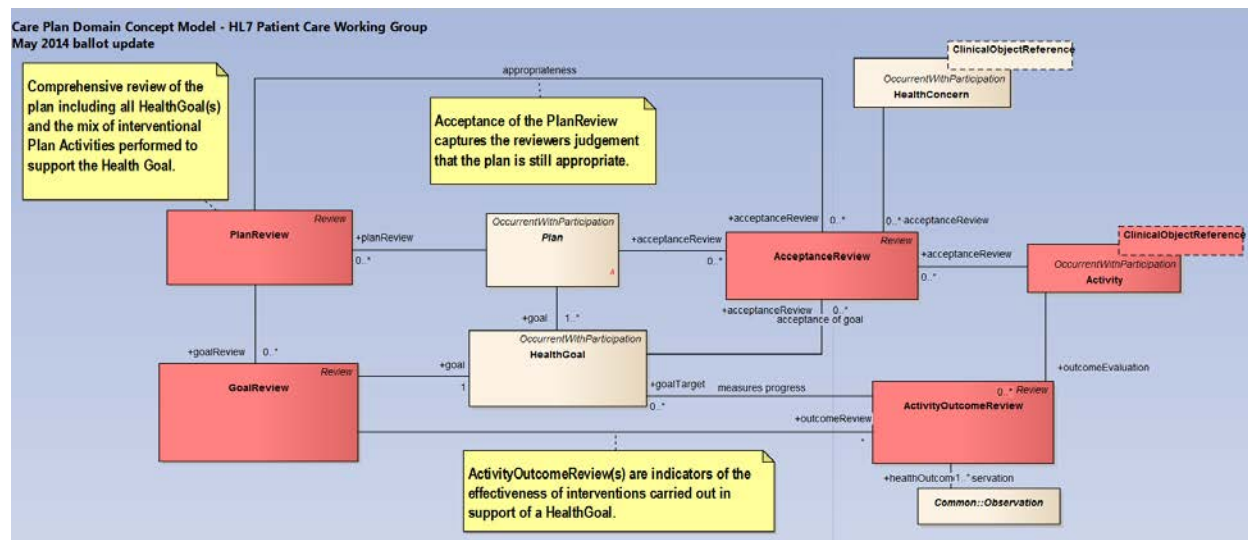 Care Plan Domain Concept Model - HL7 Patient Care Working Group
May 2014 ballot update
Comprehensive review of the
plan including all HealthGoal(s)
and the mix of interventional
Plan Activities performed to
support the Health Goal.
appropriateness
Acceptance of the PlanReview
captures the reviewers judgement
that the plan is still appropriate.
ClinicalObjectReference
OccurrentWithParticipation
HealthConcern
Review
PlanReview
+planReview
0..*
OccurrentWithParticipation
Plan
A
+acceptanceReview
0..*
+acceptanceReview
0..*
0..* acceptanceReview
Review
AcceptanceReview
+acceptanceReview
0..*
ClinicalObjectReference
OccurrentWithParticipation
Activity
+acceptanceReview 0..*
acceptance of goal
+goal 1..*
OccurrentWithParticipation
HealthGoal
+goalReview 0..*
Review
GoalReview
+goal
1
+goalTarget
0..*
measures progress
+outcomeEvaluation
0..* Review
ActivityOutcomeReview
+outcomeReview
*
ActivityOutcomeReview(s) are indicators of the
effectiveness of interventions carried out in
support of a HealthGoal.
+healthOutcom 1..* servation
Common::Observation